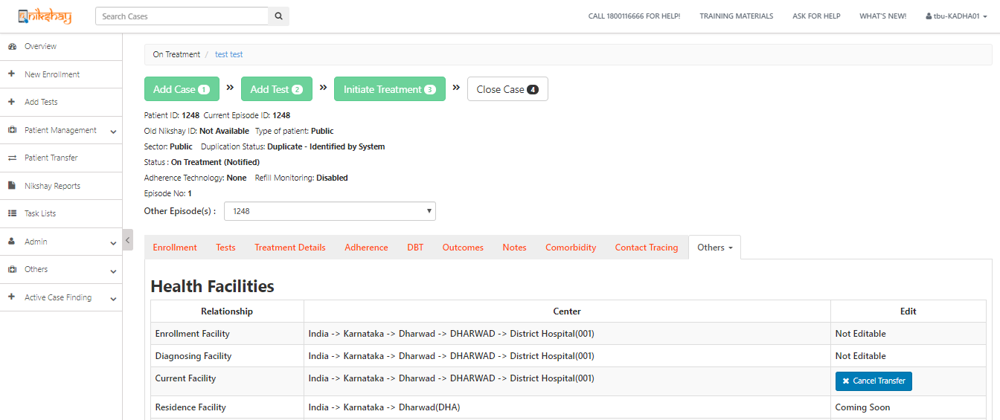 nikshay
Search Cases
CALL 1800116666 FOR HELP! TRAINING MATERIALS ASK FOR HELP WHAT'S NEW! tbu-KADHA01
Overview
New Enrollment
Add Tests
Patient Management
Patient Transfer
Nikshay Reports
Task Lists
Admin
Others
Active Case Finding
On Treatment / test test
Add Case 1 » Add Test 2 » Initiate Treatment 3 » Close Case 4
Patient ID: 1248 Current Episode ID: 1248
Old Nikshay ID: Not Available Type of patient: Public
Sector: Public Duplication Status: Duplicate - Identified by System
Status : On Treatment (Notified)
Adherence Technology: None Refill Monitoring: Disabled
Episode No: 1
Other Episode(s) : 1248
Enrollment Tests Treatment Details Adherence DBT Outcomes Notes Comorbidity Contact Tracing Others
Health Facilities
Relationship Center Edit
Enrollment Facility India -> Karnataka -> Dharwad -> DHARWAD -> District Hospital(001) Not Editable
Diagnosing Facility India -> Karnataka -> Dharwad -> DHARWAD -> District Hospital(001) Not Editable
Current Facility India -> Karnataka -> Dharwad -> DHARWAD -> District Hospital(001) Cancel Transfer
Residence Facility India -> Karnataka -> Dharwad(DHA) Coming Soon